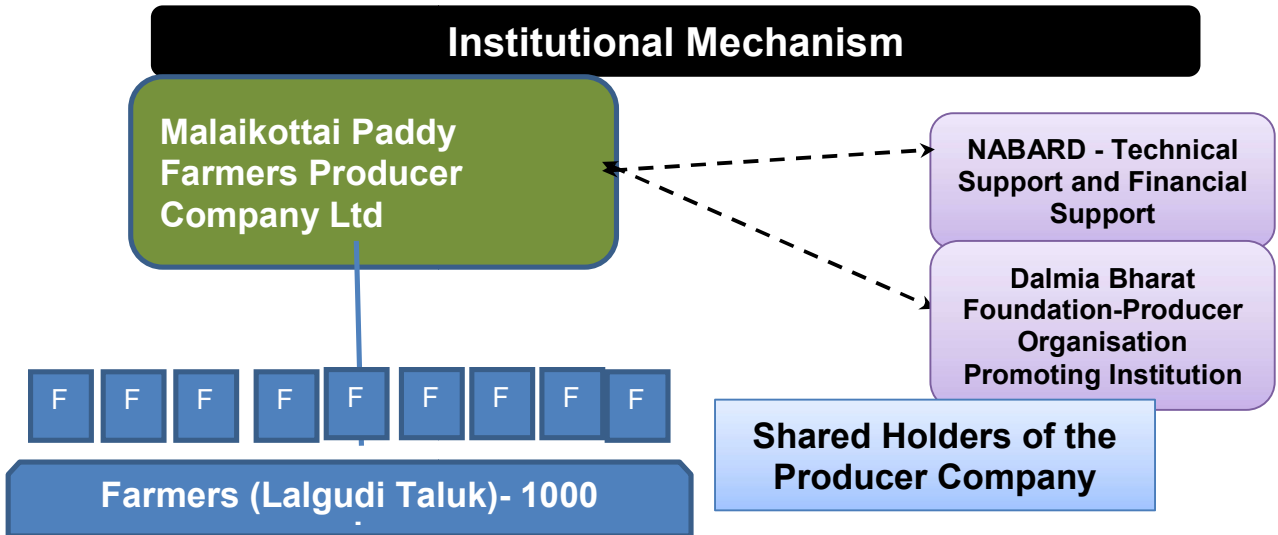 Institutional Mechanism
Malaikottai Paddy
Farmers Producer
Company Ltd
NABARD - Technical
Support and Financial
Support
Dalmia Bharat
Foundation-Producer
Organisation
Promoting Institution
F F F F F F F F F
Shared Holders of the
Producer Company
Farmers (Lalgudi Taluk)- 1000